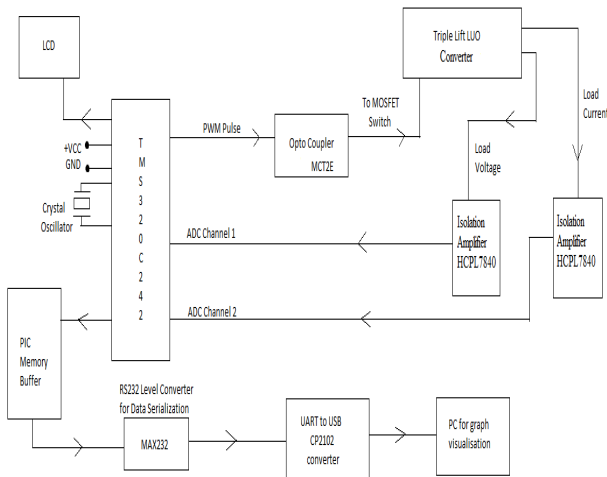 LCD
Triple Lift LUO
Converter
To MOSFET
Switch
Load
Current
+VCC
GND
T
M
S
3
2
0
C
2
4
2
PWM Pulse
Opto Coupler
MCT2E
Load
Voltage
Crystal
Oscillator
Isolation
Amplifier
HCPL7840
Isolation
Amplifier
HCPL7840
ADC Channel 1
ADC Channel 2
PIC
Memory
Buffer
RS232 Level Converter
for Data Serialization
MAX232
UART to USB
CP2102
converter
PC for graph
visualisation